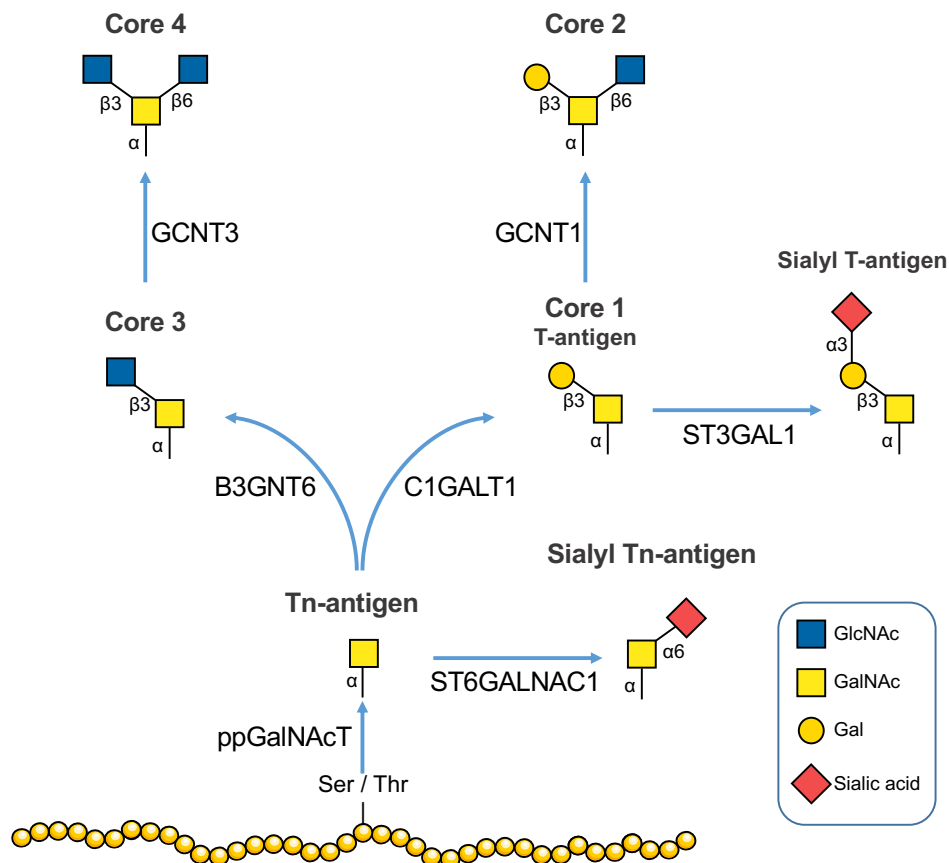 Core 4
Core 2
β3
β6
α
β3
β6
α
GCNT3
GCNT1
Sialyl T-antigen
Core 3
Core 1
T-antigen
α3
β3
α
β3
α
β3
α
ST3GAL1
B3GNT6
C1GALT1
Sialyl Tn-antigen
Tn-antigen
α
ST6GALNAC1
α6
α
ppGalNAcT
Ser / Thr
GlcNAc
GalNAc
Gal
Sialic acid